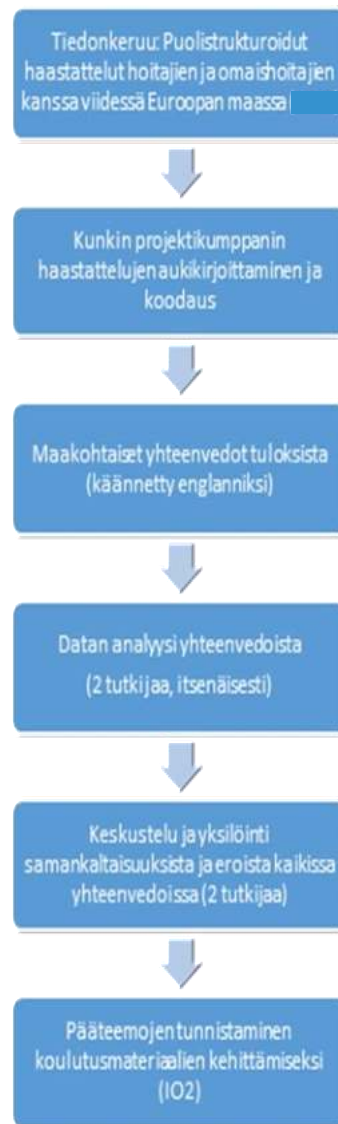 Tiedonkeruu: Puolistrukturoidut
haastattelut hoitajien ja omaishoitajien
kanssa viidessä Euroopan maassa
Kunkin projektikumppanin
haastattelujen aukikirjoittaminen ja
koodaus
Maakohtaiset yhteenvedot tuloksista
(käännetty englanniksi)
Datan analyysi yhteenvedoista
(2 tutkijaa, itsenäisesti)
Keskustelu ja yksilöinti
samankaltaisuuksista ja eroista kaikissa
yhteenvedoissa (2 tutkijaa)
Pääteemojen tunnistaminen
koulutusmateriaalien kehittämiseksi
(IO2)